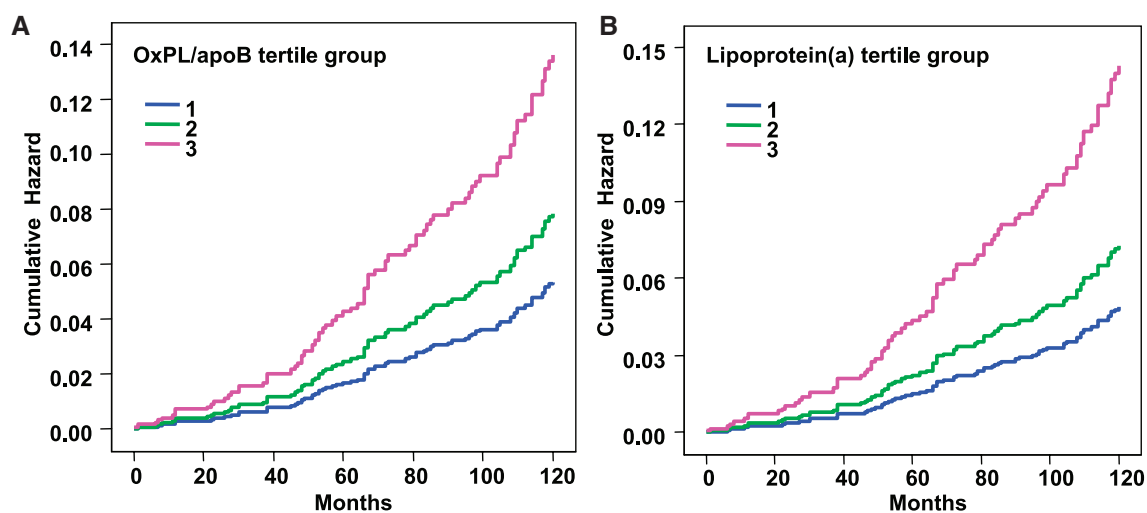 A
OxPL/apoB tertile group
1
2
3
Cumulative Hazard
0.14
0.12
0.10
0.08
0.06
0.04
0.02
0.00
0 20 40 60 80 100 120
Months
B
Lipoprotein(a) tertile group
1
2
3
Cumulative Hazard
0.15
0.12
0.09
0.06
0.03
0.00
0 20 40 60 80 100 120
Months